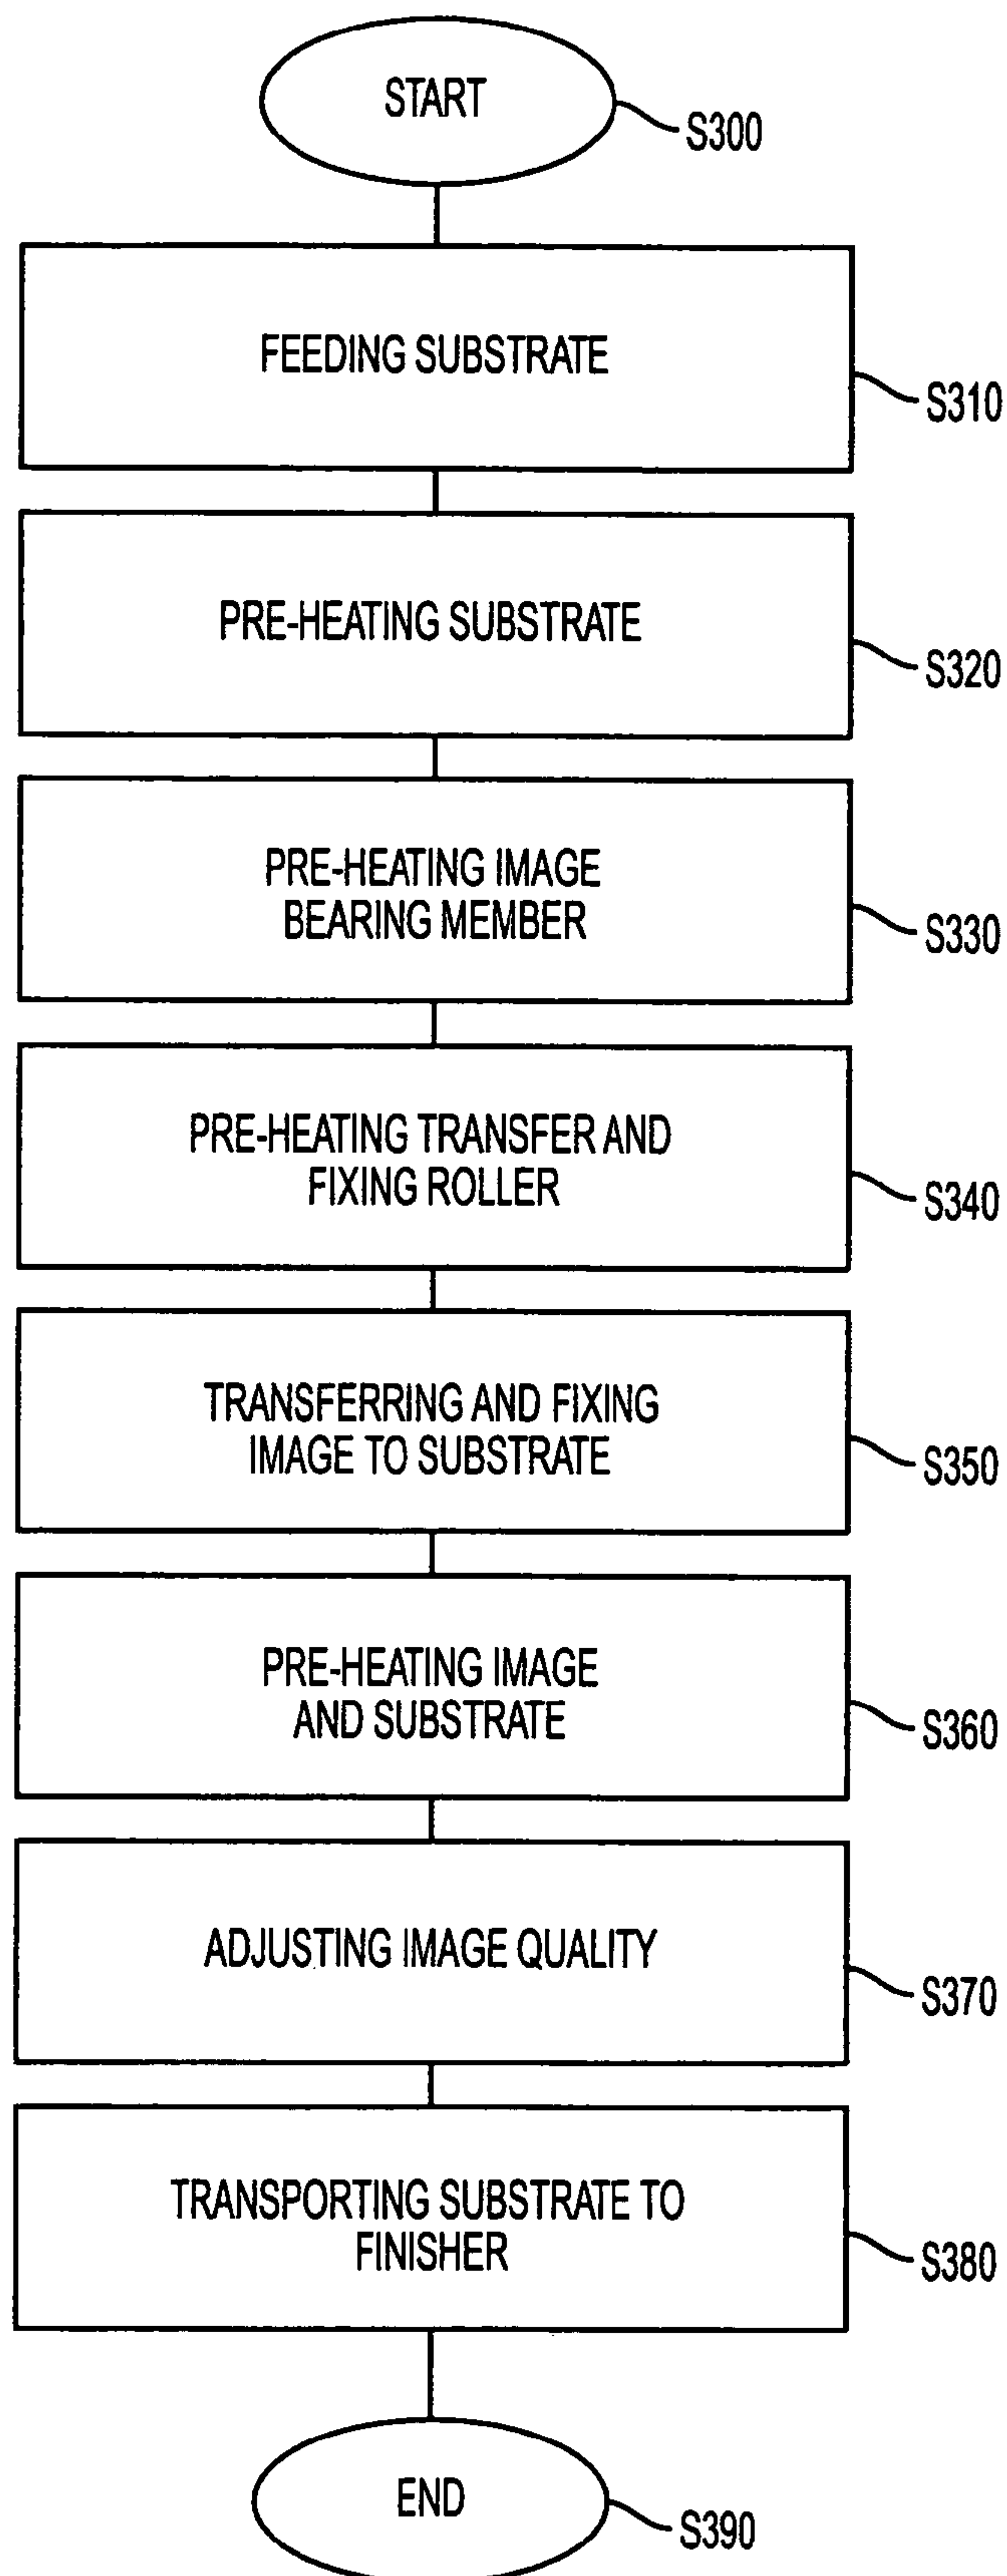 START
S300
FEEDING SUBSTRATE
S310
PRE-HEATING SUBSTRATE
S320
PRE-HEATING IMAGE
BEARING MEMBER
S330
PRE-HEATING TRANSFER AND
FIXING ROLLER
S340
TRANSFERRING AND FIXING
IMAGE TO SUBSTRATE
S350
PRE-HEATING IMAGE
AND SUBSTRATE
S360
ADJUSTING IMAGE QUALITY
S370
TRANSPORTING SUBSTRATE TO
FINISHER
S380
END
S390